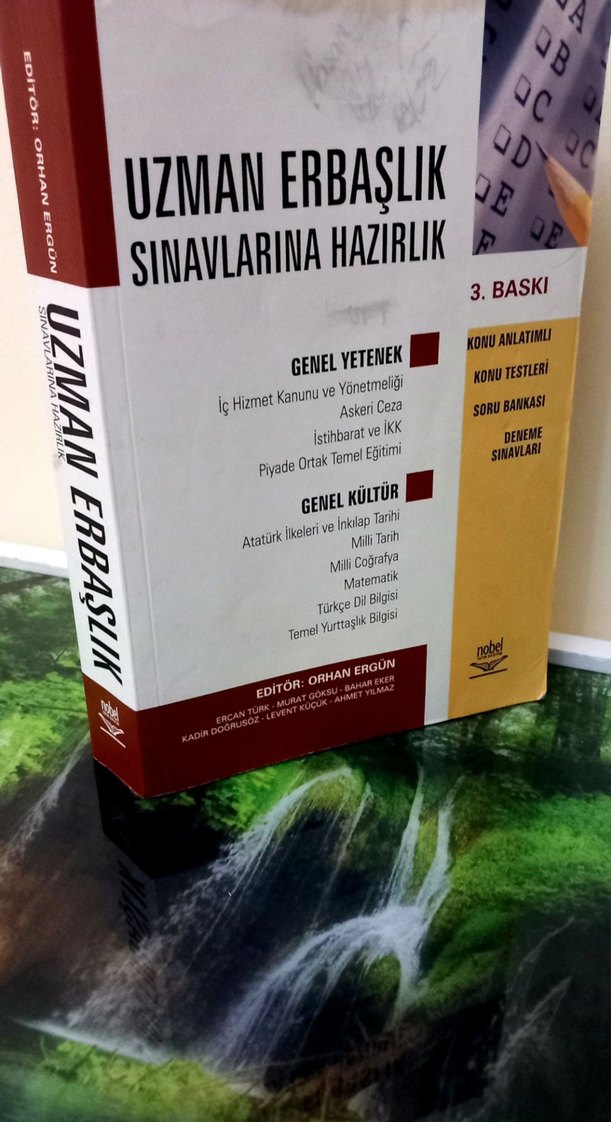 EDİTÖR: ORHAN ERGÜN
UZMAN ERBAŞLIK
SINAVLARINA HAZIRLIK
nobel
UZMAN ERBAŞLIK
SINAVLARINA HAZIRLIK
A
B
C
D
E
F
3. BASKI
GENEL YETENEK
İç Hizmet Kanunu ve Yönetmeliği
Askeri Ceza
İstihbarat ve İKK
Piyade Ortak Temel Eğitimi
GENEL KÜLTÜR
Atatürk İlkeleri ve İnkılap Tarihi
Milli Tarih
Milli Coğrafya
Matematik
Türkçe Dil Bilgisi
Temel Yurttaşlık Bilgisi
KONU ANLATIMLI
KONU TESTLERİ
SORU BANKASI
DENEME
SINAVLARI
EDİTÖR: ORHAN ERGÜN
ERCAN TÜRK - MURAT GÖKSU - BAHAR EKER
KADİR DOĞRUSÖZ - LEVENT KÜÇÜK - AHMET YILMAZ
nobel